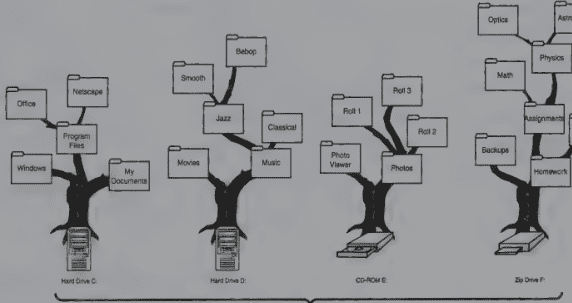 Office
Netscape
Program
Files
Windows
My
Documents
Hard Drive C:
Bebop
Smooth
Jazz
Classical
Movies
Music
Hard Drive D:
Roll 3
Roll 1
Roll 2
Photo
Viewer
Photos
CD-ROM E:
Optics
Physics
Math
Assignments
Backups
Homework
Zip Drive F: